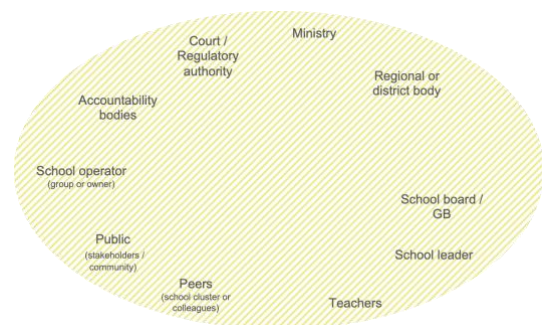 Ministry
Court /
Regulatory
authority
Regional or
district body
Accountability
bodies
School operator
(group or owner)
School board /
GB
Public
(stakeholders /
community)
School leader
Peers
(school cluster or
colleagues)
Teachers